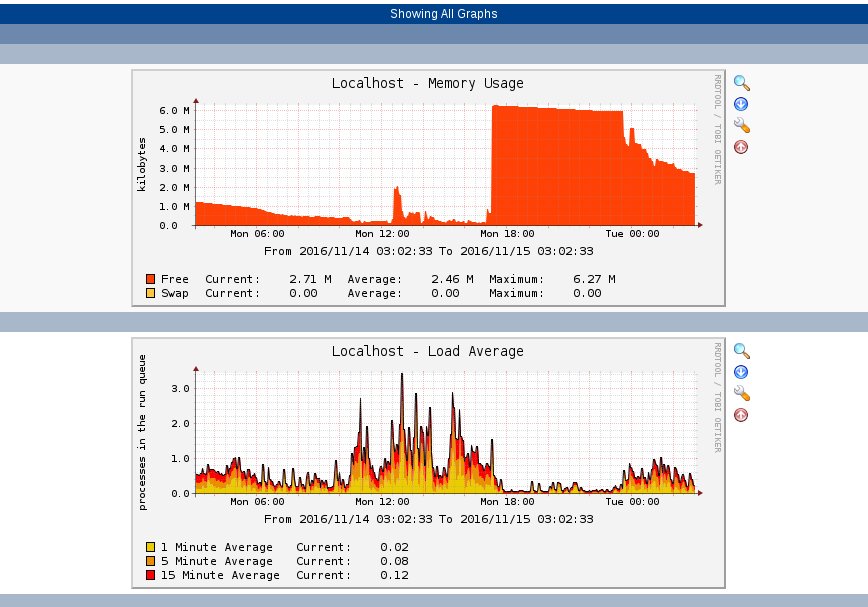 Showing All Graphs
Localhost - Memory Usage
RRDTOOL / TOBI OETIKER
kilobytes
6.0 M
5.0 M
4.0 M
3.0 M
2.0 M
1.0 M
0.0
Mon 06:00 Mon 12:00 Mon 18:00 Tue 00:00
From 2016/11/14 03:02:33 To 2016/11/15 03:02:33
Free Current: 2.71 M Average: 2.46 M Maximum: 6.27 M
Swap Current: 0.00 Average: 0.00 Maximum: 0.00
Localhost - Load Average
RRDTOOL / TOBI OETIKER
processes in the run queue
3.0
2.0
1.0
0.0
Mon 06:00 Mon 12:00 Mon 18:00 Tue 00:00
From 2016/11/14 03:02:33 To 2016/11/15 03:02:33
1 Minute Average Current: 0.02
5 Minute Average Current: 0.08
15 Minute Average Current: 0.12